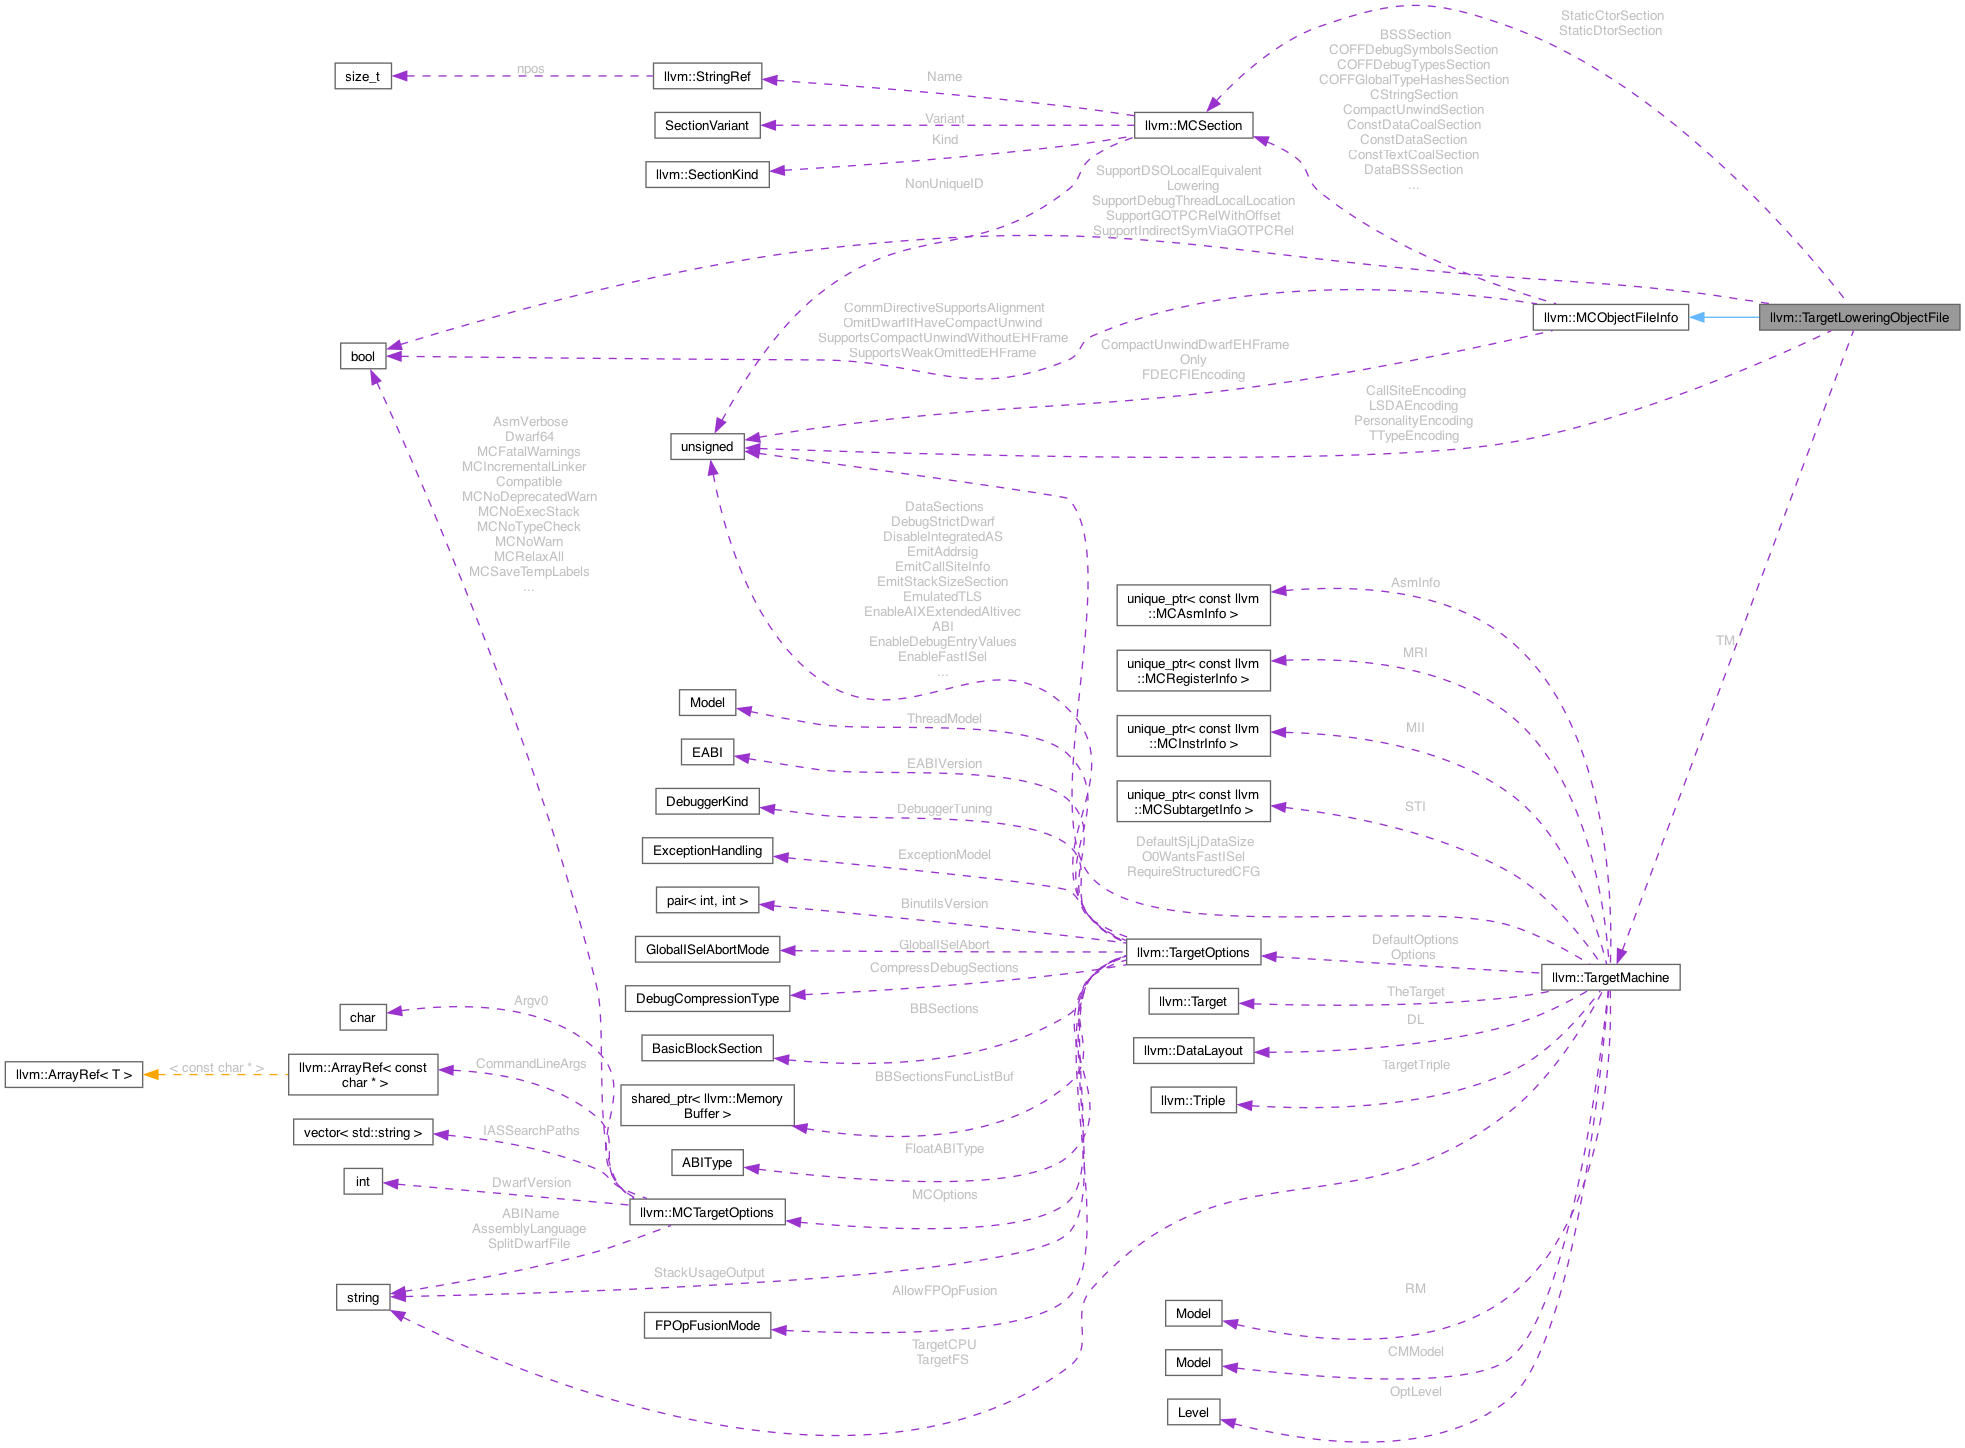 StaticCtorSection
StaticDtorSection
BSSSection
COFFDebugSymbolsSection
COFFDebugTypesSection
COFFGlobalTypeHashesSection
CStringSection
CompactUnwindSection
ConstDataCoalSection
ConstDataSection
ConstTextCoalSection
DataBSSSection
...
size_t
npos
llvm::StringRef
Name
SectionVariant
Variant
llvm::MCSection
Kind
llvm::SectionKind
NonUniqueID
SupportDSOLocalEquivalent
Lowering
SupportDebugThreadLocalLocation
SupportGOTPCRelWithOffset
SupportIndirectSymViaGOTPCRel
CommDirectiveSupportsAlignment
OmitDwarfIfHaveCompactUnwind
SupportsCompactUnwindWithoutEHFrame
SupportsWeakOmittedEHFrame
llvm::MCObjectFileInfo
llvm::TargetLoweringObjectFile
bool
CompactUnwindDwarfEHFrame
Only
FDECFIEncoding
CallSiteEncoding
LSDAEncoding
PersonalityEncoding
TTypeEncoding
unsigned
AsmVerbose
Dwarf64
MCFatalWarnings
MCIncrementalLinker
Compatible
MCNoDeprecatedWarn
MCNoExecStack
MCNoTypeCheck
MCNoWarn
MCRelaxAll
MCSaveTempLabels
...
DataSections
DebugStrictDwarf
DisableIntegratedAS
EmitAddrsig
EmitCallSiteInfo
EmitStackSizeSection
EmulatedTLS
EnableAIXExtendedAltivec
ABI
EnableDebugEntryValues
EnableFastISel
...
unique_ptr< const llvm
::MCAsmInfo >
AsmInfo
unique_ptr< const llvm
::MCRegisterInfo >
MRI
TM
unique_ptr< const llvm
::MCInstrInfo >
MII
unique_ptr< const llvm
::MCSubtargetInfo >
STI
Model
ThreadModel
EABI
EABIVersion
DebuggerKind
DebuggerTuning
ExceptionHandling
ExceptionModel
DefaultSjLjDataSize
O0WantsFastISel
RequireStructuredCFG
pair< int, int >
BinutilsVersion
GlobalISelAbortMode
GlobalISelAbort
llvm::TargetOptions
DefaultOptions
Options
llvm::TargetMachine
DebugCompressionType
CompressDebugSections
llvm::Target
TheTarget
BasicBlockSection
BBSections
llvm::DataLayout
DL
char
Argv0
llvm::ArrayRef< T >
< const char * >
llvm::ArrayRef< const
char * >
CommandLineArgs
shared_ptr< llvm::Memory
Buffer >
BBSectionsFuncListBuf
llvm::Triple
TargetTriple
vector< std::string >
IASSearchPaths
ABIType
FloatABIType
int
DwarfVersion
llvm::MCTargetOptions
MCOptions
ABIName
AssemblyLanguage
SplitDwarfFile
string
StackUsageOutput
FPOpFusionMode
AllowFPOpFusion
TargetCPU
TargetFS
Model
RM
Model
CMModel
Level
OptLevel